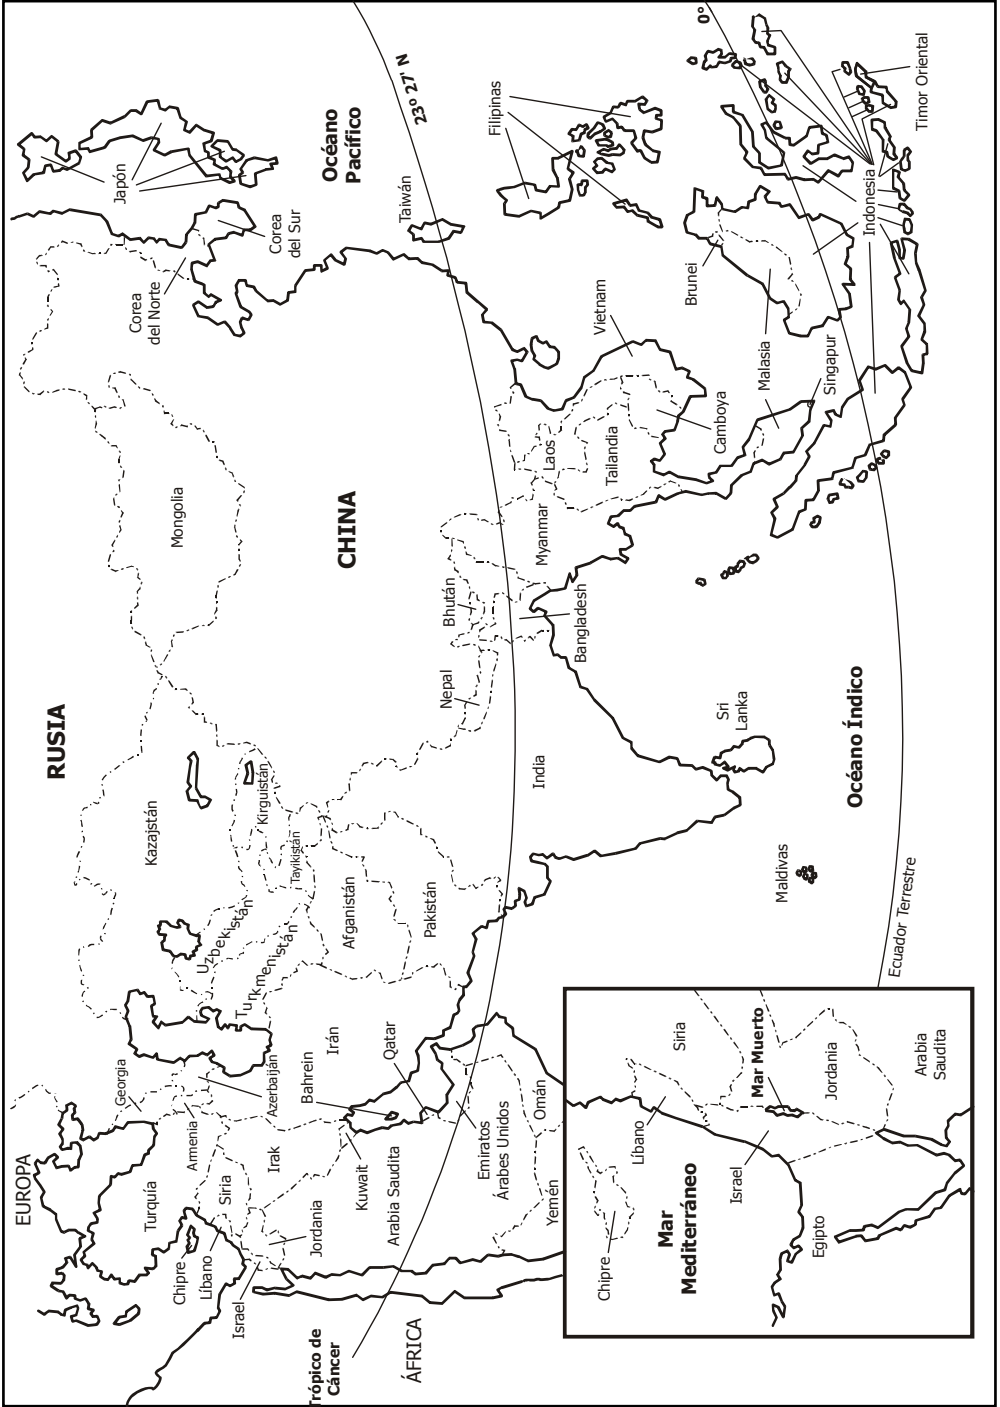 EUROPA
RUSIA
Georgia
Turquía
Armenia
Azerbaiján
Chipre
Líbano
Siria
Israel
Irak
Irán
Jordania
Kuwait
Bahrein
Qatar
Arabia Saudita
Emiratos
Árabes Unidos
Omán
Yemén
Trópico de
Cáncer
ÁFRICA
Kazajstán
Uzbekistán
Turkmenistán
Kirguistán
Tayikistán
Afganistán
Pakistán
Mongolia
CHINA
Nepal
Bhután
India
Bangladesh
Myanmar
Laos
Tailandia
Camboya
Vietnam
Corea
del Norte
Corea
del Sur
Japón
Océano
Pacífico
Taiwán
23º 27' N
Filipinas
Brunei
Malasia
Singapur
Indonesia
Timor Oriental
0º
Sri
Lanka
Maldivas
Océano Índico
Ecuador Terrestre
Chipre
Mar
Mediterráneo
Líbano
Siria
Israel
Mar Muerto
Jordania
Egipto
Arabia
Saudita